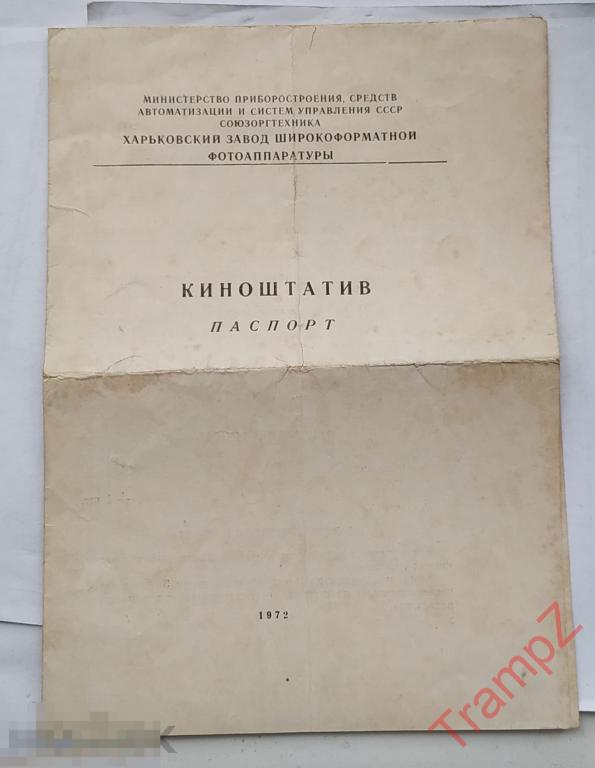 МИНИСТЕРСТВО ПРИБОРОСТРОЕНИЯ, СРЕДСТВ
АВТОМАТИЗАЦИИ И СИСТЕМ УПРАВЛЕНИЯ СССР
СОЮЗОРГТЕХНИКА
ХАРЬКОВСКИЙ ЗАВОД ШИРОКОФОРМАТНОЙ
ФОТОАППАРАТУРЫ
КИНОШТАТИВ
ПАСПОРТ
1972
TrampZ